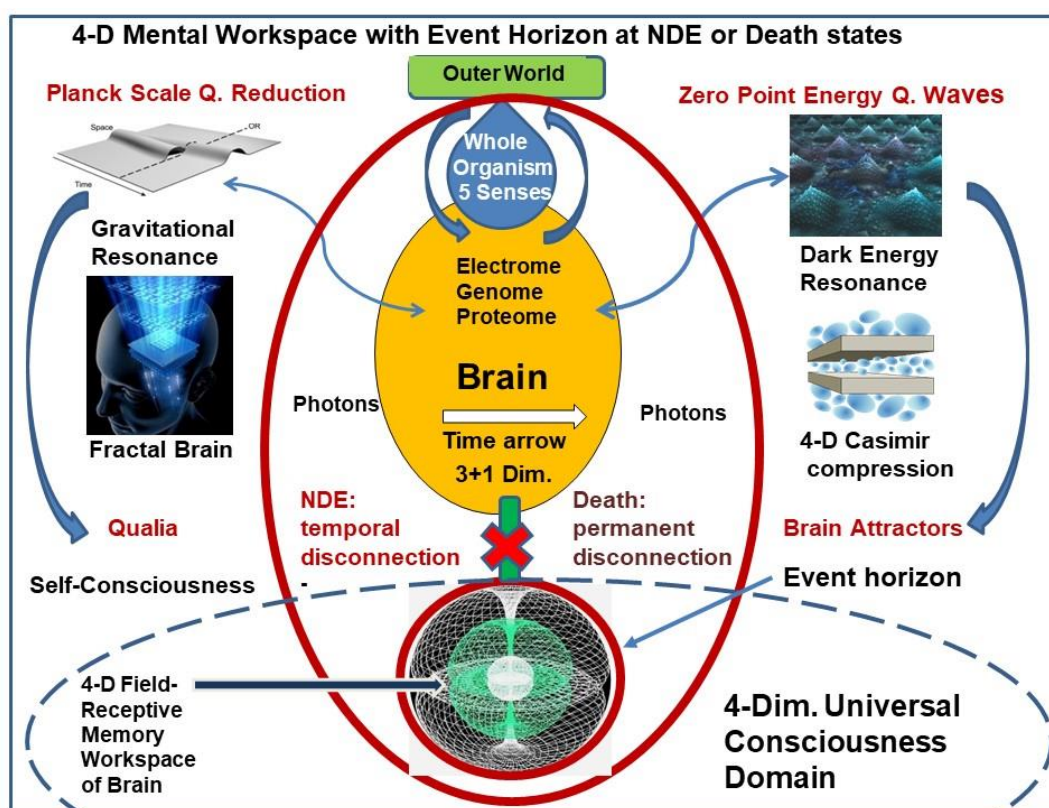 4-D Mental Workspace with Event Horizon at NDE or Death states
Outer World
Planck Scale Q. Reduction
Zero Point Energy Q. Waves
Space
OR
Time
Whole
Organism
5 Senses
Gravitational
Resonance
Electrome
Genome
Proteome
Dark Energy
Resonance
Brain
Photons
Photons
Time arrow
3+1 Dim.
Fractal Brain
4-D Casimir
compression
NDE:
temporal
disconnection
-
Death:
permanent
disconnection
Qualia
Brain Attractors
Self-Consciousness
Event horizon
4-D Field-
Receptive
Memory
Workspace
of Brain
4-Dim. Universal
Consciousness
Domain